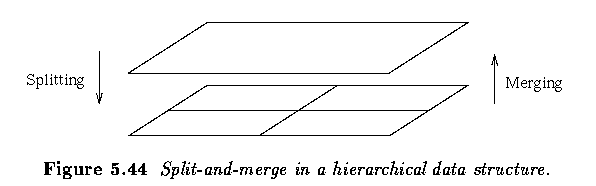 Splitting
Merging
Figure 5.44 Split-and-merge in a hierarchical data structure.